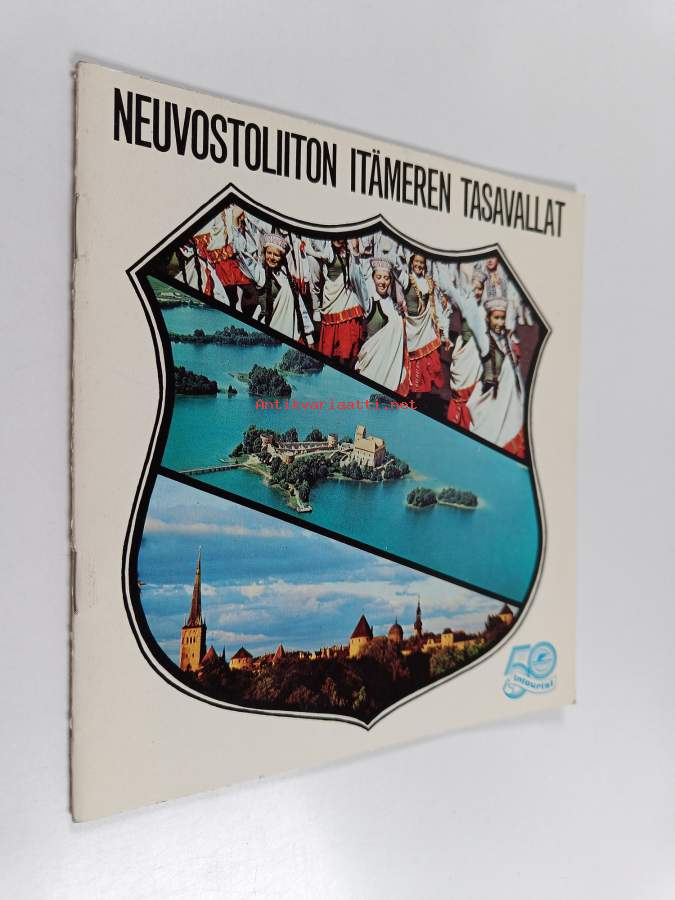 NEUVOSTOLIITON ITÄMEREN TASAVALLAT
Antikvariaatti.net
50
intourist